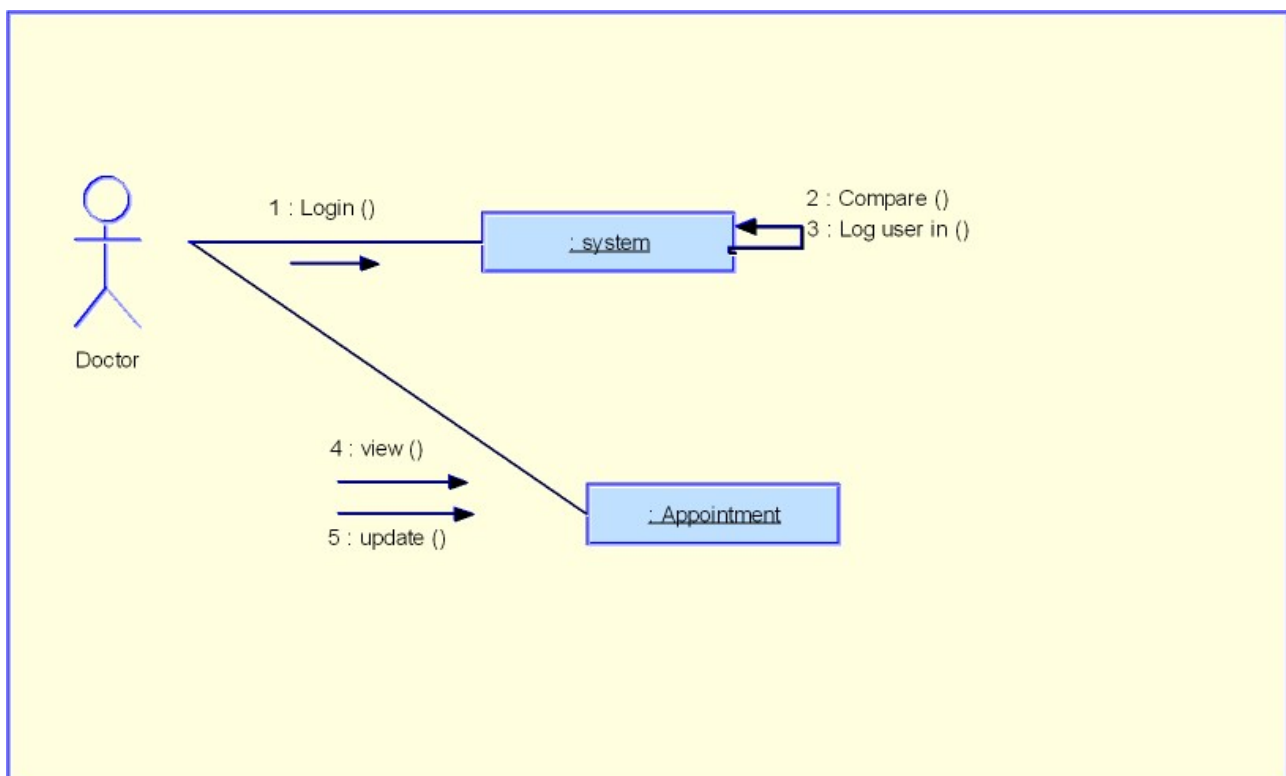 1 : Login ()
: system
2 : Compare ()
3 : Log user in ()
Doctor
4 : view ()
5 : update ()
: Appointment